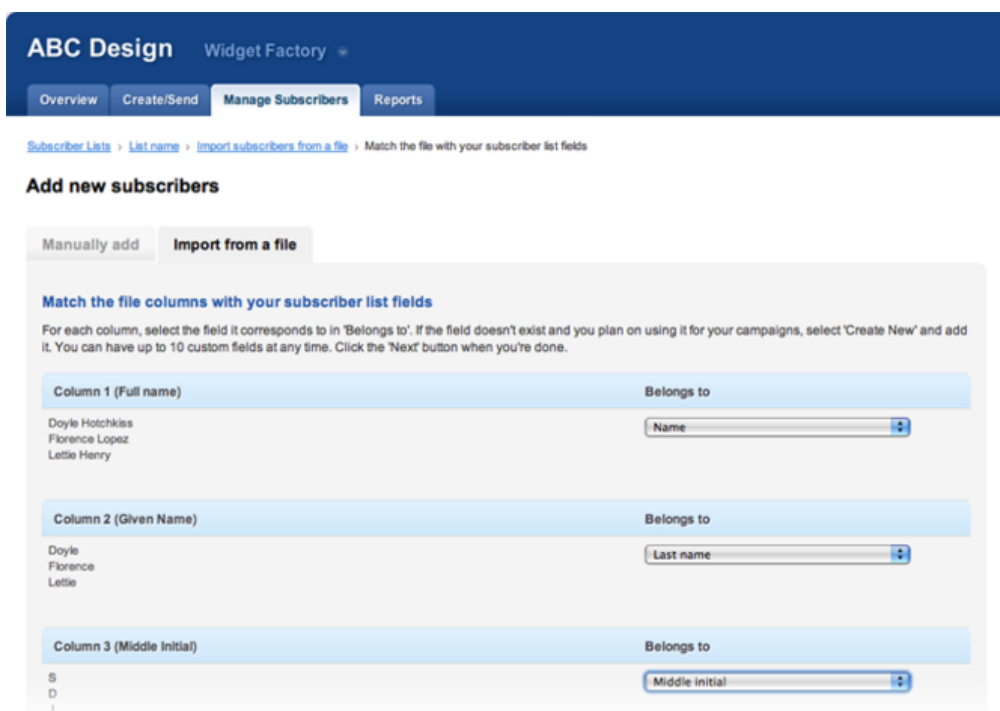 ABC Design Widget Factory
Overview Create/Send Manage Subscribers Reports
Subscriber Lists › List name › Import subscribers from a file › Match the file with your subscriber list fields
Add new subscribers
Manually add Import from a file
Match the file columns with your subscriber list fields
For each column, select the field it corresponds to in 'Belongs to'. If the field doesn't exist and you plan on using it for your campaigns, select 'Create New' and add
it. You can have up to 10 custom fields at any time. Click the 'Next' button when you're done.
Column 1 (Full name) Belongs to
Doyle Hotchkiss Name
Florence Lopez
Lettie Henry
Column 2 (Given Name) Belongs to
Doyle Last name
Florence
Lettie
Column 3 (Middle Initial) Belongs to
S Middle initial
D